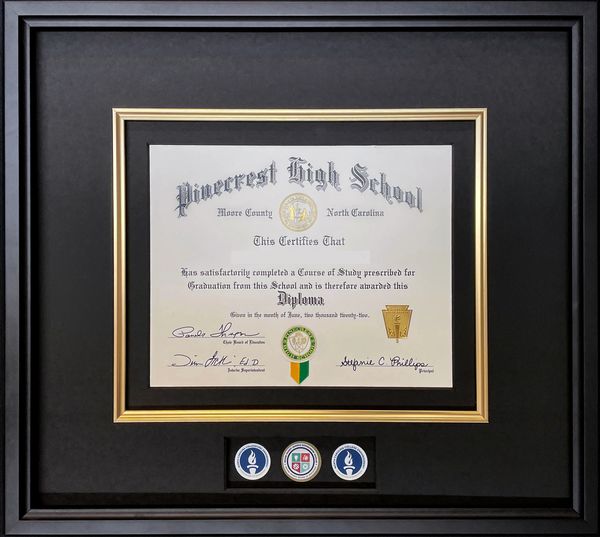 Pinecrest High School
Moore County North Carolina
This Certifies That
Has satisfactorily completed a Course of Study prescribed for
Graduation from this School and is therefore awarded this
Diploma
Given in the month of June, two thousand twenty-two.
Chair Board of Education
Interim Superintendent
Stefanie C Phillips
Principal